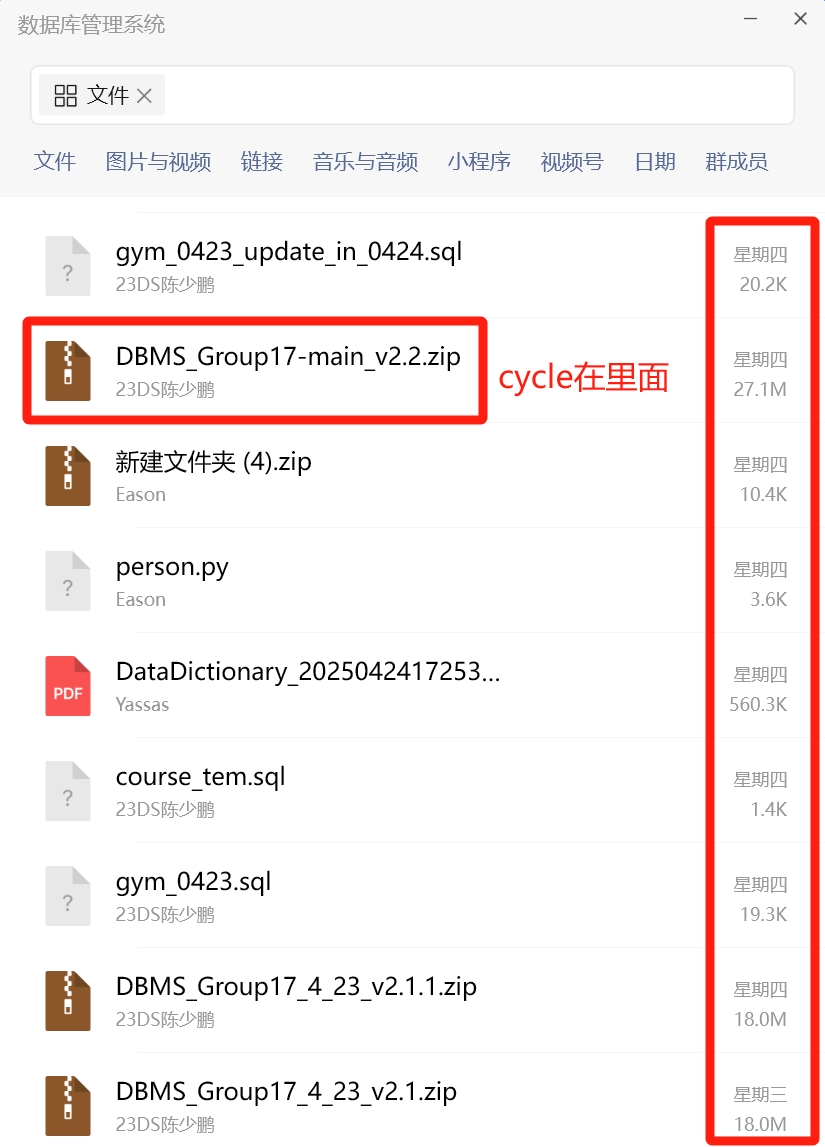 数据库管理系统
文件
文件 图片与视频 链接 音乐与音频 小程序 视频号 日期 群成员
gym_0423_update_in_0424.sql 星期四
23DS陈少鹏 20.2K
DBMS_Group17-main_v2.2.zip 星期四
23DS陈少鹏 27.1M
cycle在里面
新建文件夹 (4).zip 星期四
Eason 10.4K
person.py 星期四
Eason 3.6K
PDF
DataDictionary_2025042417253... 星期四
Yassas 560.3K
course_tem.sql 星期四
23DS陈少鹏 1.4K
gym_0423.sql 星期四
23DS陈少鹏 19.3K
DBMS_Group17_4_23_v2.1.1.zip 星期四
23DS陈少鹏 18.0M
DBMS_Group17_4_23_v2.1.zip 星期三
23DS陈少鹏 18.0M